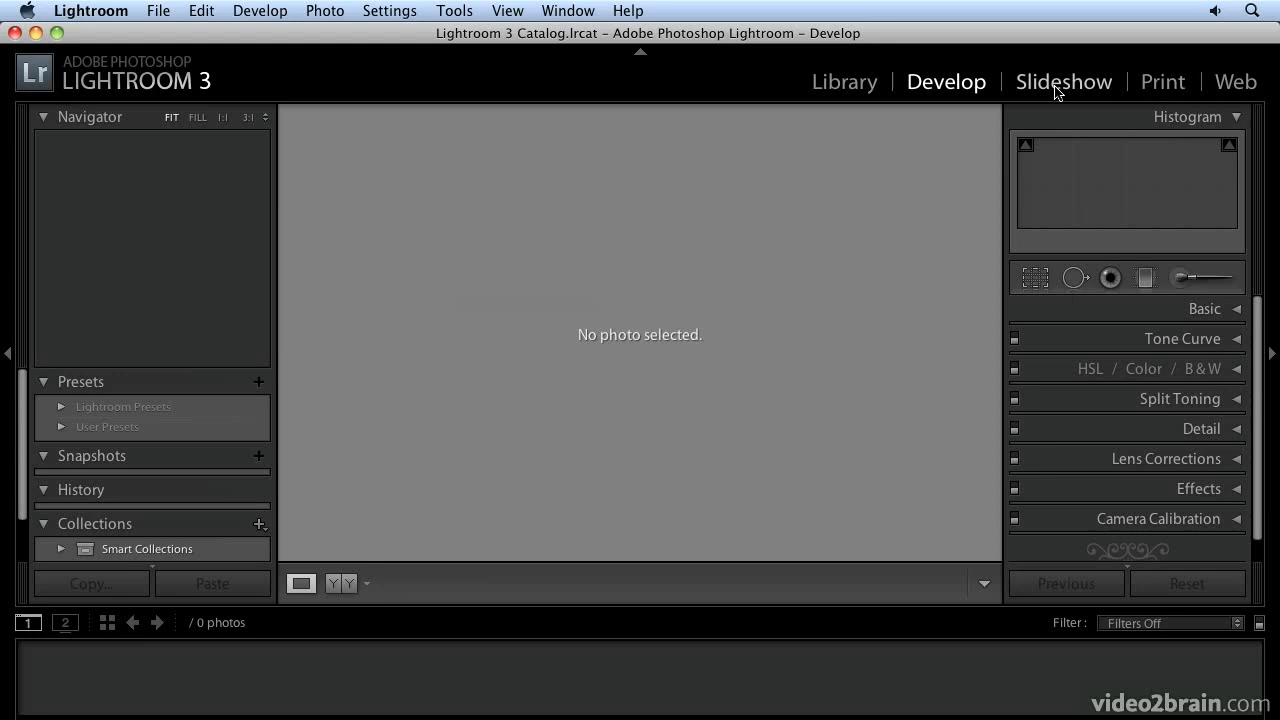 Lightroom File Edit Develop Photo Settings Tools View Window Help
Lightroom 3 Catalog.lrcat – Adobe Photoshop Lightroom – Develop
Lr ADOBE PHOTOSHOP
LIGHTROOM 3
Library | Develop | Slideshow | Print | Web
Navigator FIT FILL 1:1 3:1
Histogram
No photo selected.
Basic
Tone Curve
HSL / Color / B & W
Split Toning
Detail
Lens Corrections
Effects
Camera Calibration
Presets +
Lightroom Presets
User Presets
Snapshots +
History
Collections +
Smart Collections
Copy... Paste
Y Y
Previous Reset
1 2 / 0 photos
Filter : Filters Off
video2brain.com